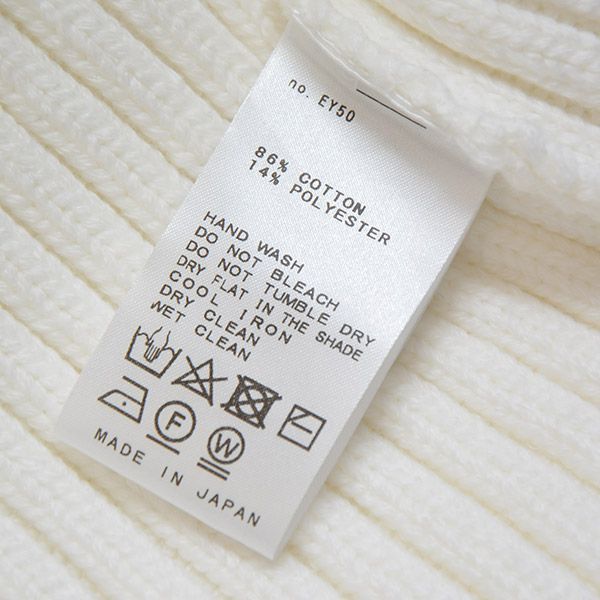 no. EY50
86% COTTON
14% POLYESTER
HAND WASH
DO NOT BLEACH
DO NOT TUMBLE DRY
DRY FLAT IN THE SHADE
COOL IRON
DRY CLEAN
WET CLEAN
F W
MADE IN JAPAN